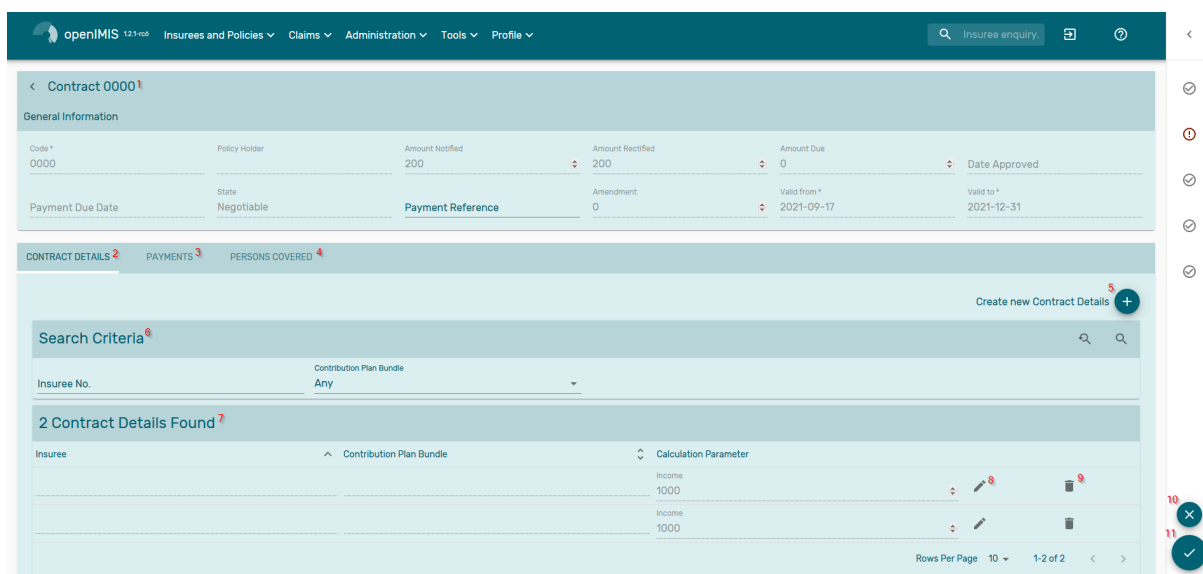 openIMIS 1.2.1-rc6 Insurees and Policies Claims Administration Tools Profile Insuree enquiry.
Contract 0000 1
General Information
Code * Policy Holder Amount Notified Amount Rectified Amount Due
0000 200 200 0 Date Approved
State Amendment Valid from * Valid to *
Payment Due Date Negotiable Payment Reference 0 2021-09-17 2021-12-31
CONTRACT DETAILS 2 PAYMENTS 3 PERSONS COVERED 4
5
Create new Contract Details
Search Criteria 6
Contribution Plan Bundle
Insuree No. Any
2 Contract Details Found 7
Insuree Contribution Plan Bundle Calculation Parameter
Income
1000 8 9
Income
10
1000
11
Rows Per Page 10 1-2 of 2